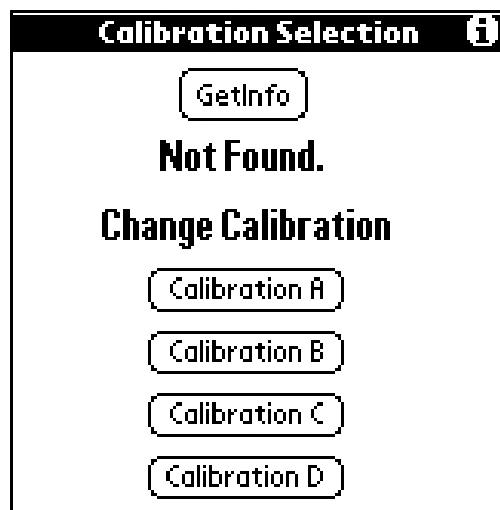 Calibration Selection i
GetInfo
Not Found.
Change Calibration
Calibration A
Calibration B
Calibration C
Calibration D